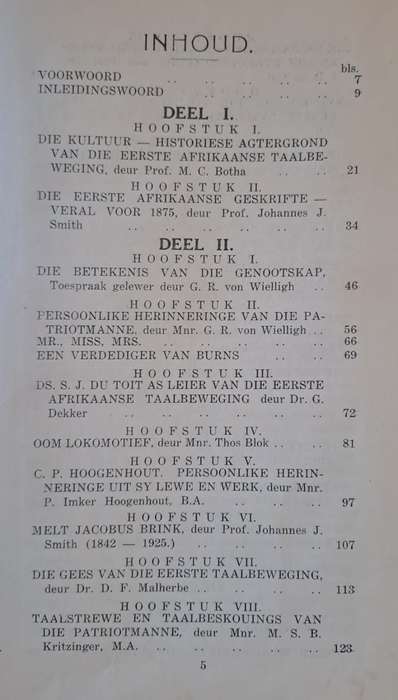 INHOUD.
bls.
VOORWOORD .. .. .. .. 7
INLEIDINGSWOORD .. .. .. .. 9
DEEL I.
HOOFSTUK I.
DIE KULTUUR — HISTORIESE AGTERGROND
VAN DIE EERSTE AFRIKAANSE TAALBE-
WEGING, deur Prof. M. C. Botha .. .. 21
HOOFSTUK II.
DIE EERSTE AFRIKAANSE GESKRIFTE —
VERAL VOOR 1875, deur Prof. Johannes J.
Smith .. .. .. .. .. .. 34
DEEL II.
HOOFSTUK I.
DIE BETEKENIS VAN DIE GENOOTSKAP,
Toespraak gelewer deur G. R. von Wielligh .. 46
HOOFSTUK II.
PERSOONLIKE HERINNERINGE VAN DIE PA-
TRIOTMANNE, deur Mnr. G. R. von Wielligh .. 56
MR., MISS, MRS. .. .. .. .. .. 66
EEN VERDEDIGER VAN BURNS .. .. 69
HOOFSTUK III.
DS. S. J. DU TOIT AS LEIER VAN DIE EERSTE
AFRIKAANSE TAALBEWEGING deur Dr. G.
Dekker .. .. .. .. .. .. 72
HOOFSTUK IV.
OOM LOKOMOTIEF, deur Mnr. Thos Blok .. .. 81
HOOFSTUK V.
C. P. HOOGENHOUT. PERSOONLIKE HERIN-
NERINGE UIT SY LEWE EN WERK, deur Mnr.
P. Imker Hoogenhout, B.A. .. .. .. 97
HOOFSTUK VI.
MELT JACOBUS BRINK, deur Prof. Johannes J.
Smith (1842 — 1925.) .. .. .. .. 107
HOOFSTUK VII.
DIE GEES VAN DIE EERSTE TAALBEWEGING,
deur Dr. D. F. Malherbe .. .. .. .. 113
HOOFSTUK VIII.
TAALSTREWE EN TAALBESKOUINGS VAN
DIE PATRIOTMANNE, deur Mnr. M. S. B.
Kritzinger, M.A. .. .. .. .. .. 123
5